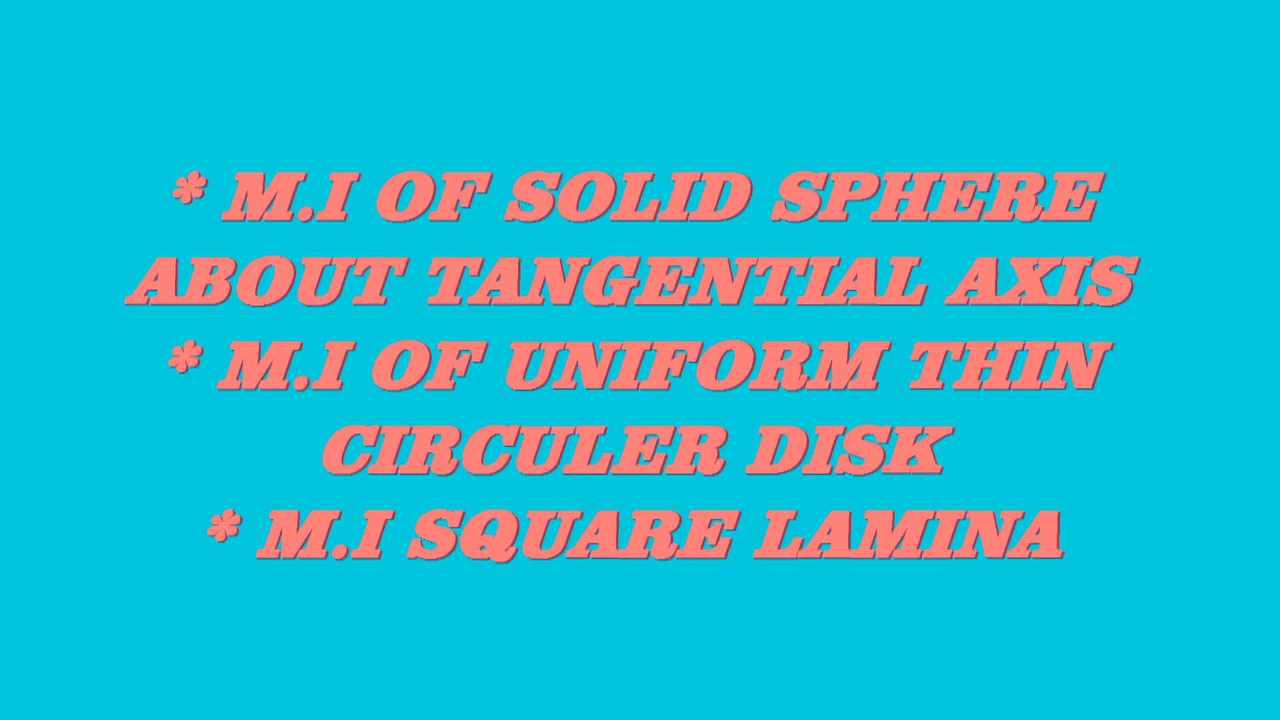 * M.I OF SOLID SPHERE
ABOUT TANGENTIAL AXIS
* M.I OF UNIFORM THIN
CIRCULER DISK
* M.I SQUARE LAMINA